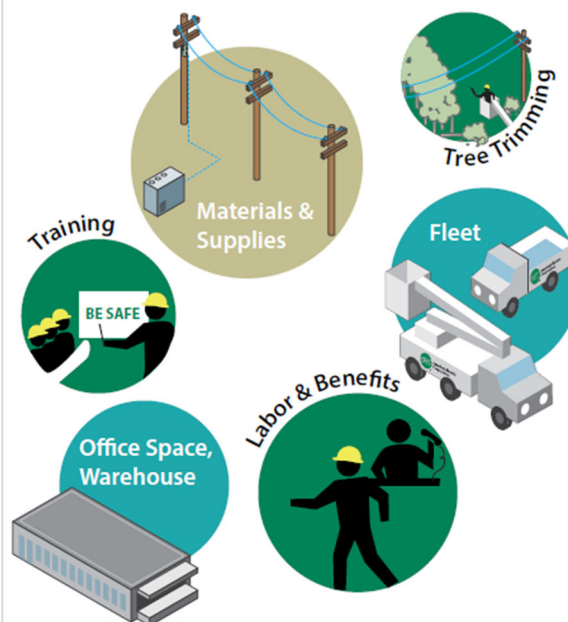 Tree Trimming
Materials &
Supplies
Training
BE SAFE
Fleet
Labor & Benefits
Office Space,
Warehouse